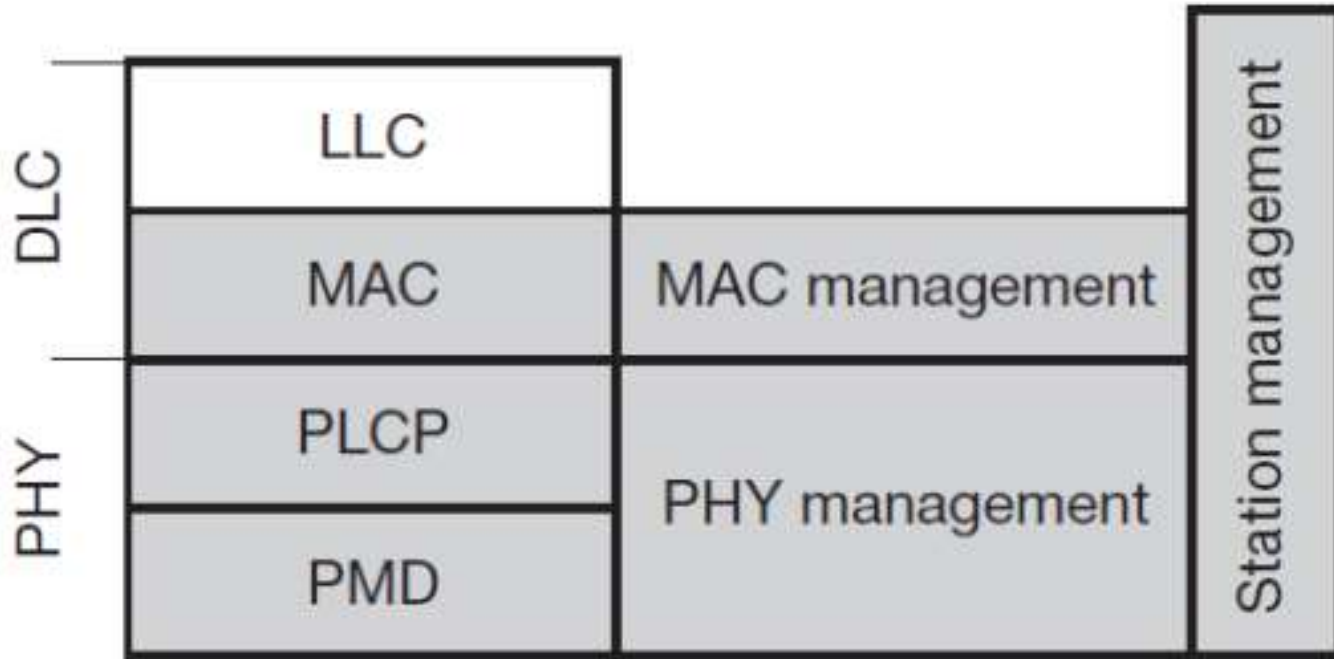 DLC
LLC
MAC
MAC management
PHY
PLCP
PMD
PHY management
Station management